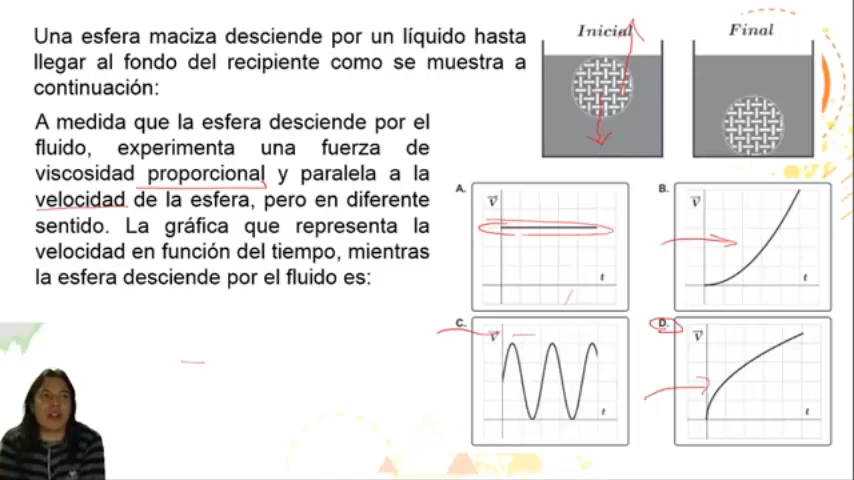 Una esfera maciza desciende por un líquido hasta
llegar al fondo del recipiente como se muestra a
continuación:
A medida que la esfera desciende por el
fluido, experimenta una fuerza de
viscosidad proporcional y paralela a la
velocidad de la esfera, pero en diferente
sentido. La gráfica que representa la
velocidad en función del tiempo, mientras
la esfera desciende por el fluido es:
Inicial
Final
A.
V
t
B.
V
t
C.
V
t
D.
V
t